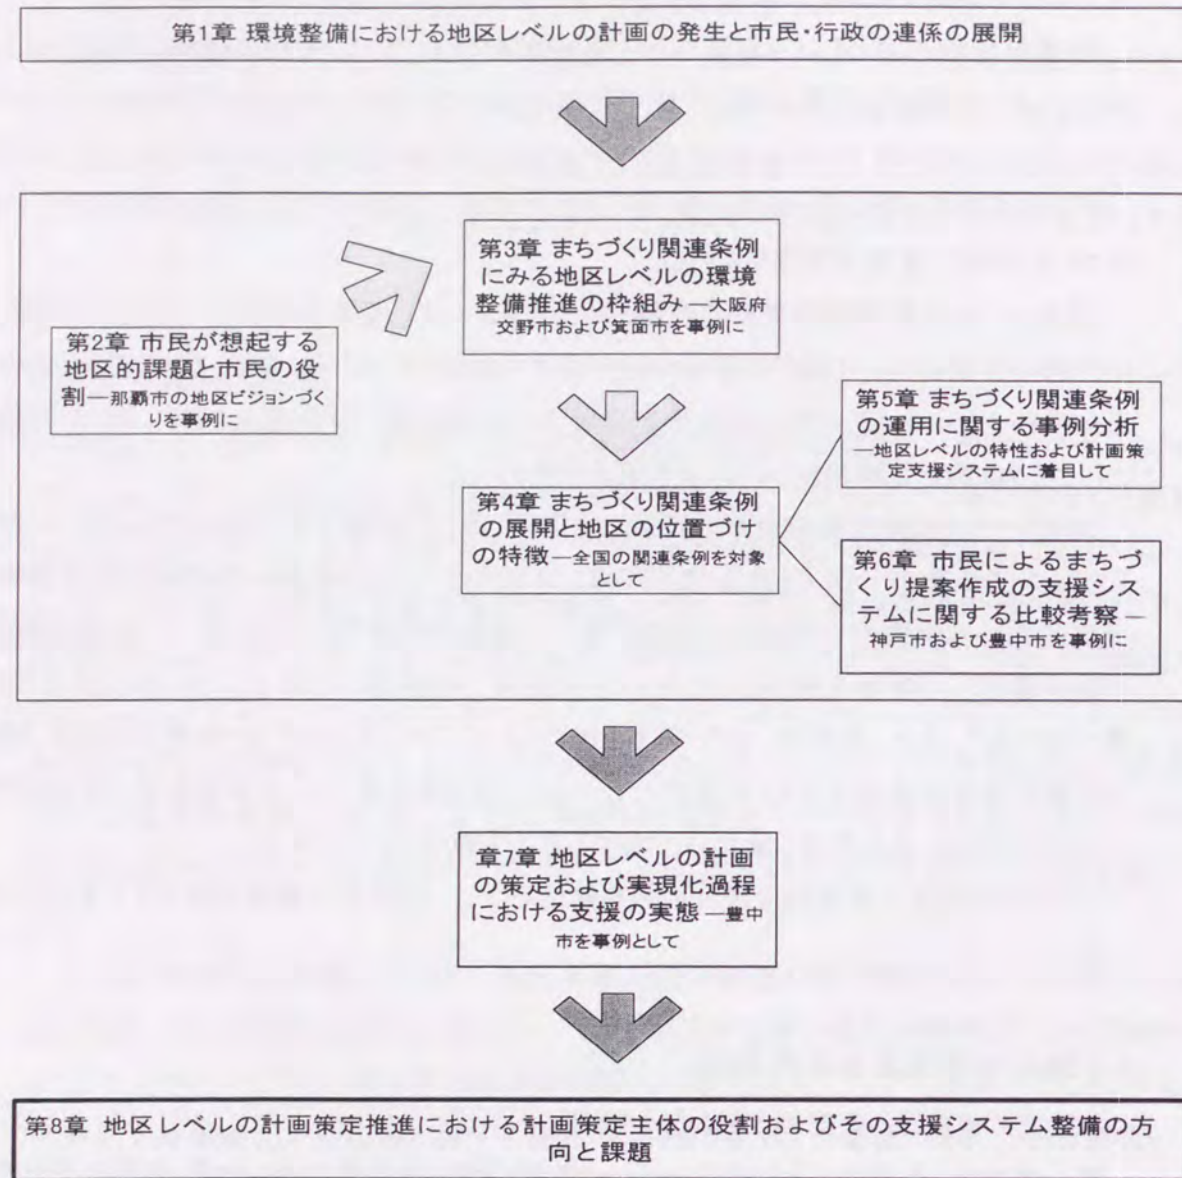 第1章 環境整備における地区レベルの計画の発生と市民・行政の連係の展開
第3章 まちづくり関連条例
にみる地区レベルの環境
整備推進の枠組み ―大阪府
交野市および箕面市を事例に
第2章 市民が想起する
地区的課題と市民の役
割―那覇市の地区ビジョンづく
りを事例に
第4章 まちづくり関連条例
の展開と地区の位置づけ
の特徴―全国の関連条例を対象
として
第5章 まちづくり関連条例
の運用に関する事例分析
―地区レベルの特性および計画策
定支援システムに着目して
第6章 市民によるまちづ
くり提案作成の支援シス
テムに関する比較考察 ―
神戸市および豊中市を事例に
章7章 地区レベルの計画
の策定および実現化過程
における支援の実態 ―豊中
市を事例として
第8章 地区レベルの計画策定推進における計画策定主体の役割およびその支援システム整備の方
向と課題